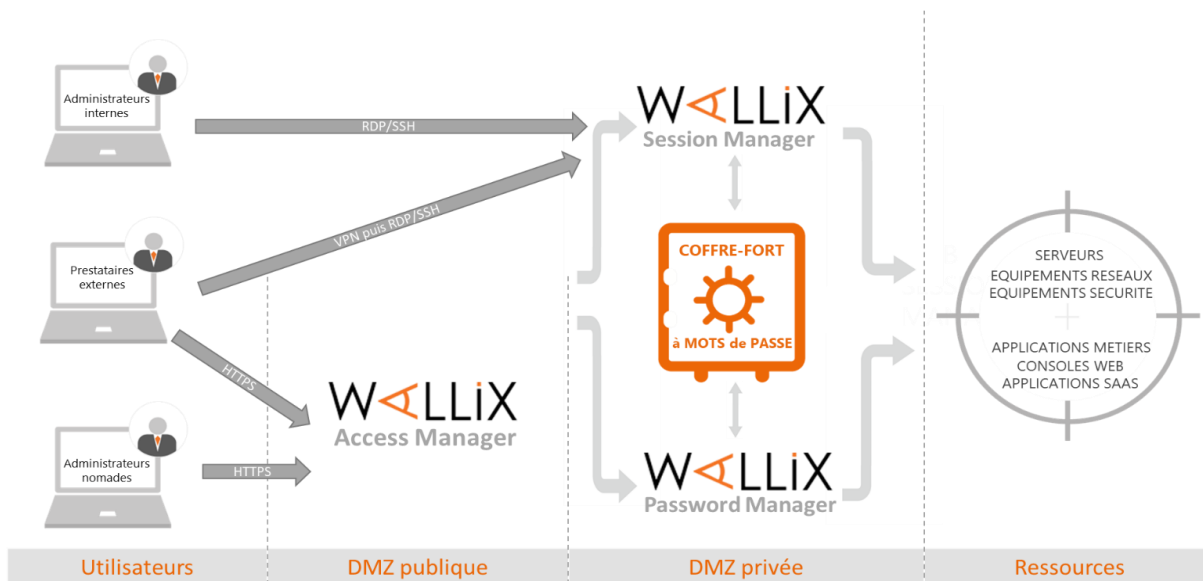 Administrateurs
internes
RDP/SSH
WALLiX
Session Manager
VPN puis RDP/SSH
Prestataires
externes
HTTPS
COFFRE-FORT
à MOTS de PASSE
SERVEURS
EQUIPEMENTS RESEAUX
EQUIPEMENTS SECURITE
APPLICATIONS METIERS
CONSOLES WEB
APPLICATIONS SAAS
WALLiX
Access Manager
Administrateurs
nomades
HTTPS
WALLiX
Password Manager
Utilisateurs
DMZ publique
DMZ privée
Ressources